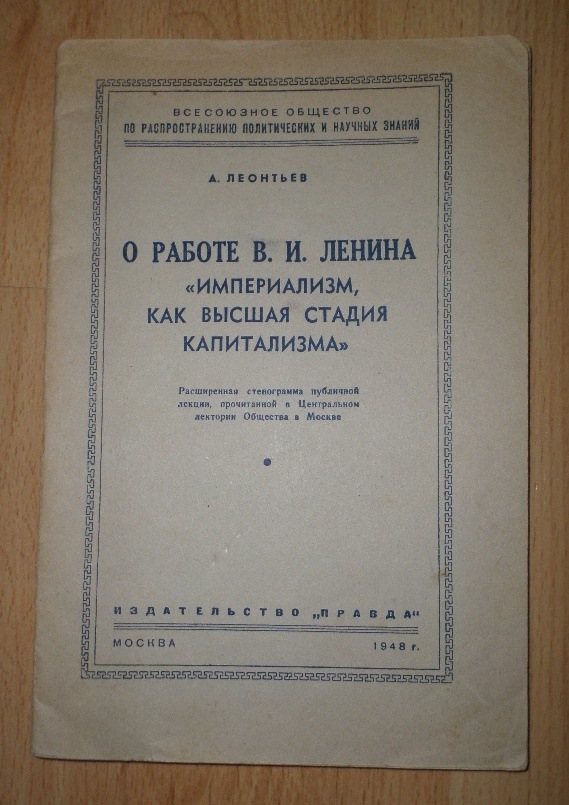 ВСЕСОЮЗНОЕ ОБЩЕСТВО
ПО РАСПРОСТРАНЕНИЮ ПОЛИТИЧЕСКИХ И НАУЧНЫХ ЗНАНИЙ
А. ЛЕОНТЬЕВ
О РАБОТЕ В. И. ЛЕНИНА
«ИМПЕРИАЛИЗМ,
КАК ВЫСШАЯ СТАДИЯ
КАПИТАЛИЗМА»
Расширенная стенограмма публичной
лекции, прочитанной в Центральном
лектории Общества в Москве
ИЗДАТЕЛЬСТВО „ПРАВДА“
МОСКВА 1948 г.